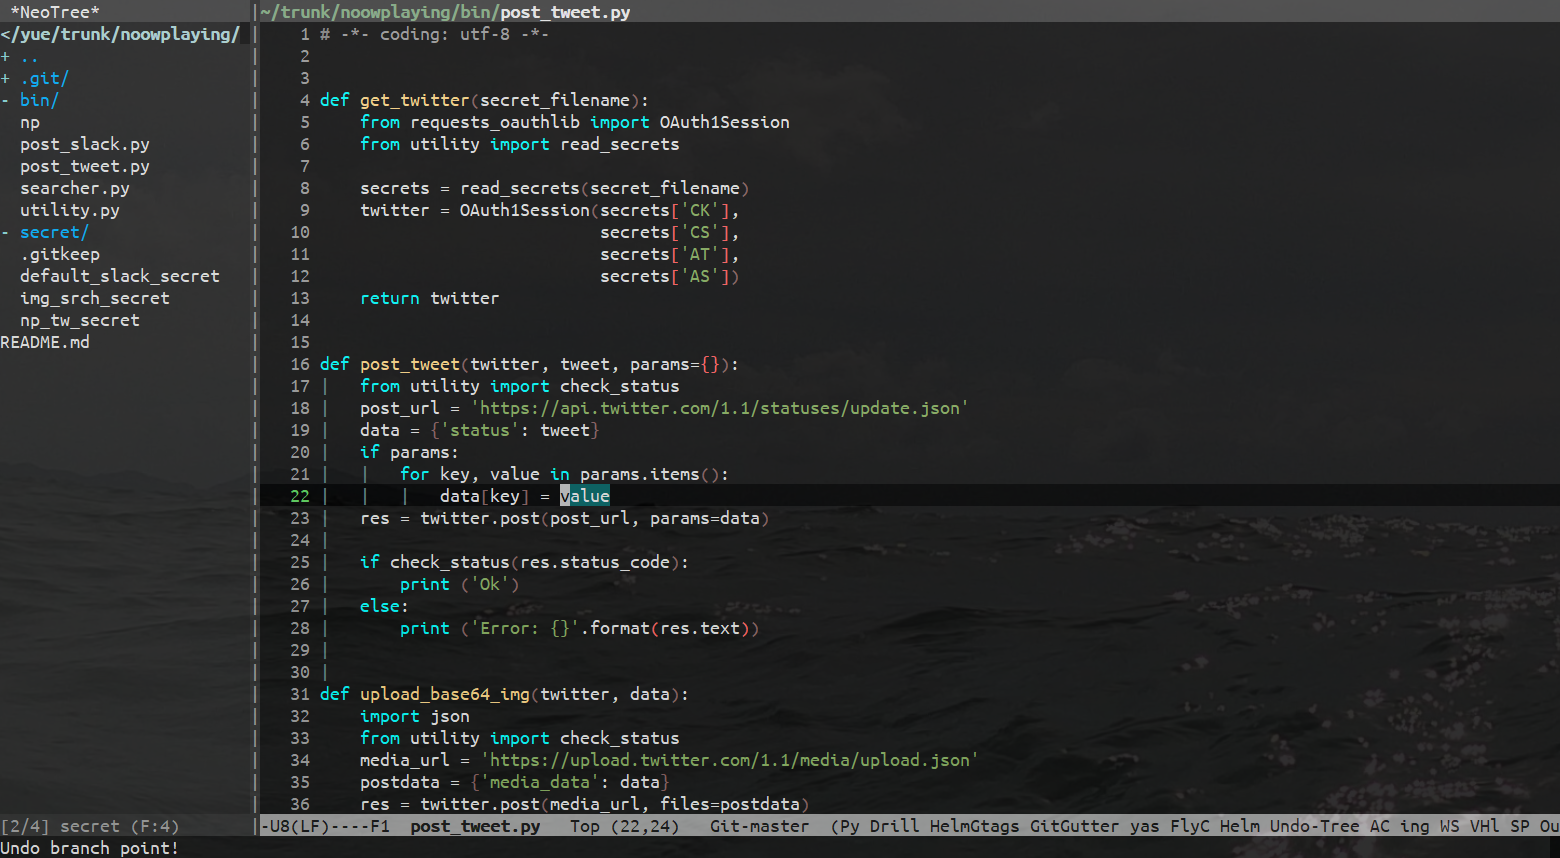 *NeoTree*
</yue/trunk/noowplaying/
+ ..
+ .git/
- bin/
np
post_slack.py
post_tweet.py
searcher.py
utility.py
- secret/
.gitkeep
default_slack_secret
img_srch_secret
np_tw_secret
README.md
[2/4] secret (F:4)
~/trunk/noowplaying/bin/post_tweet.py
1 # -*- coding: utf-8 -*-
2
3
4 def get_twitter(secret_filename):
5     from requests_oauthlib import OAuth1Session
6     from utility import read_secrets
7
8     secrets = read_secrets(secret_filename)
9     twitter = OAuth1Session(secrets['CK'],
10                             secrets['CS'],
11                             secrets['AT'],
12                             secrets['AS'])
13     return twitter
14
15
16 def post_tweet(twitter, tweet, params={}):
17 |   from utility import check_status
18 |   post_url = 'https://api.twitter.com/1.1/statuses/update.json'
19 |   data = {'status': tweet}
20 |   if params:
21 |   |   for key, value in params.items():
22 |   |   |   data[key] = value
23 |   res = twitter.post(post_url, params=data)
24 |
25 |   if check_status(res.status_code):
26 |       print ('Ok')
27 |   else:
28 |       print ('Error: {}'.format(res.text))
29 |
30 |
31 def upload_base64_img(twitter, data):
32     import json
33     from utility import check_status
34     media_url = 'https://upload.twitter.com/1.1/media/upload.json'
35     postdata = {'media_data': data}
36     res = twitter.post(media_url, files=postdata)
-U8(LF)----F1  post_tweet.py   Top (22,24)   Git-master  (Py Drill HelmGtags GitGutter yas FlyC Helm Undo-Tree AC ing WS VHl SP Ou
Undo branch point!